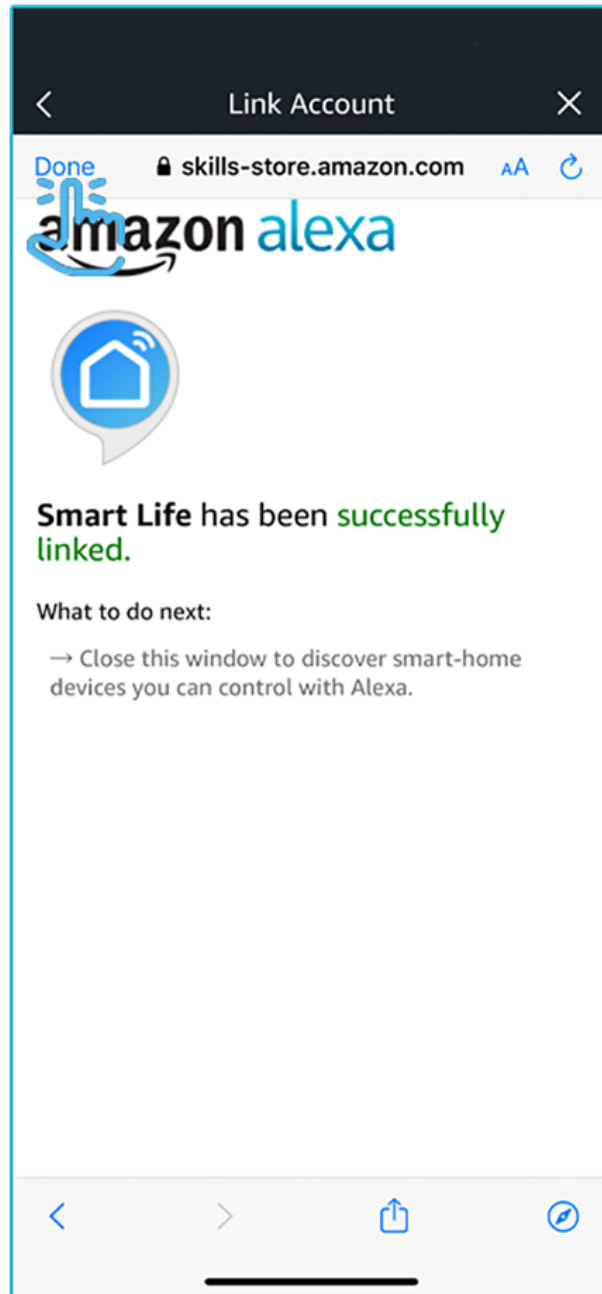 Link Account
Done skills-store.amazon.com AA
amazon alexa
Smart Life has been successfully
linked.
What to do next:
→ Close this window to discover smart-home
devices you can control with Alexa.